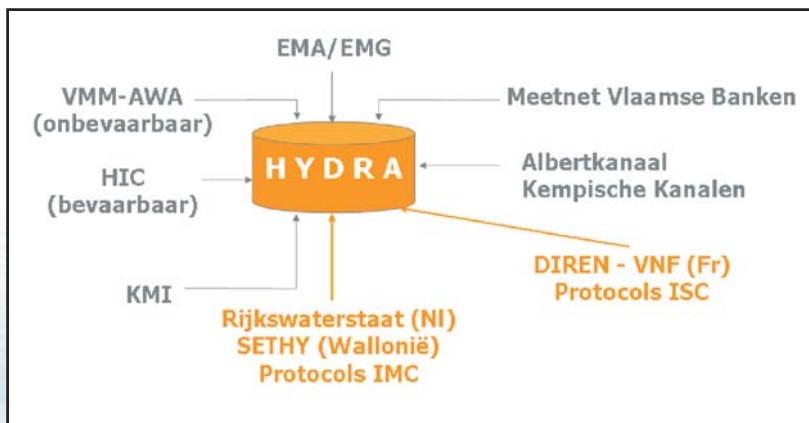 EMA/EMG
VMM-AWA
(onbevaarbaar)
Meetnet Vlaamse Banken
HYDRA
HIC
(bevaarbaar)
Albertkanaal
Kempische Kanalen
KMI
DIREN - VNF (Fr)
Protocols ISC
Rijkswaterstaat (Nl)
SETHY (Wallonië)
Protocols IMC